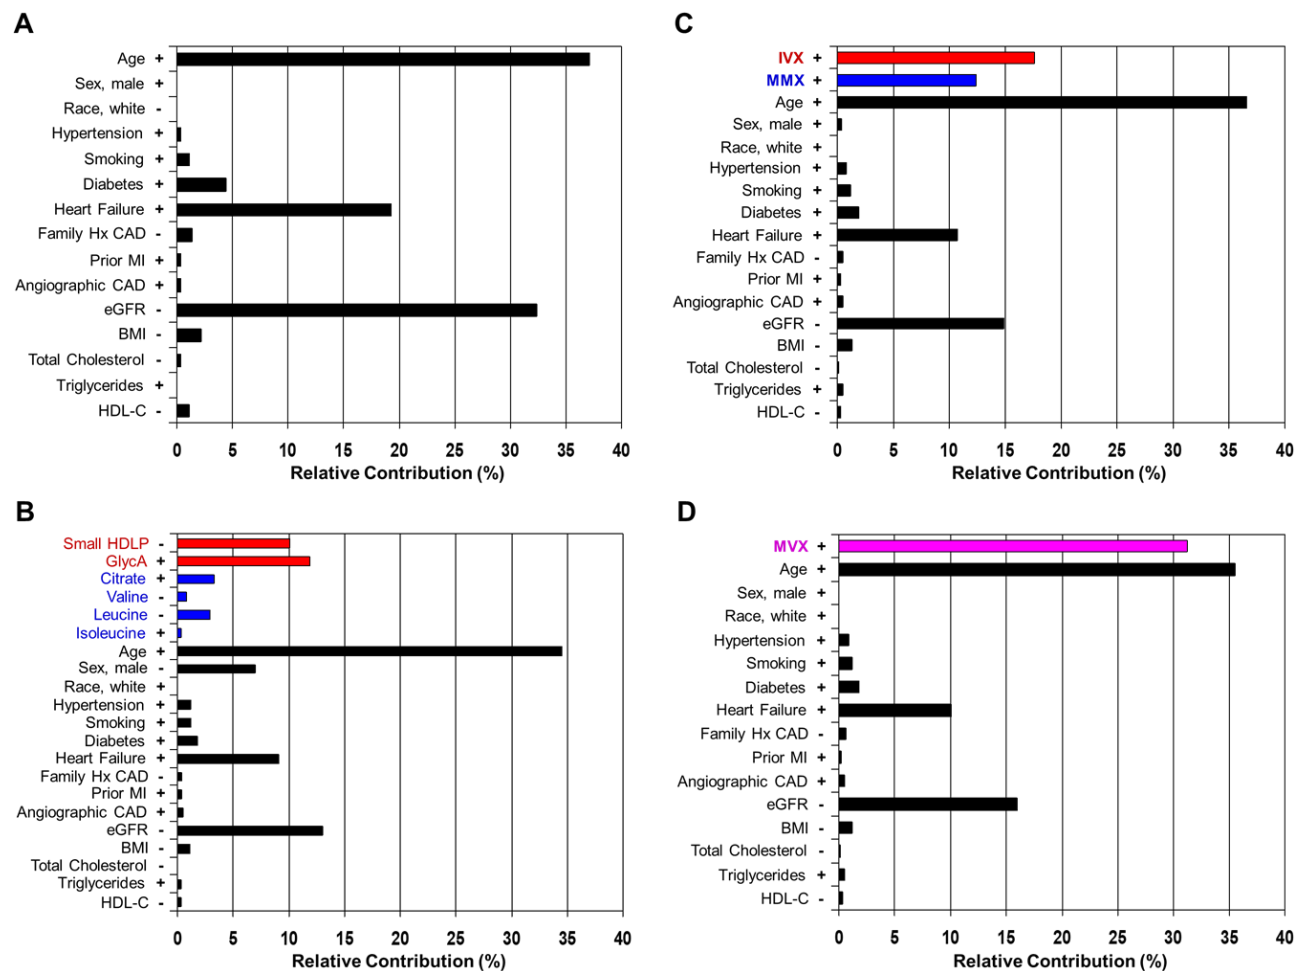 A
Age +
Sex, male +
Race, white -
Hypertension +
Smoking +
Diabetes +
Heart Failure +
Family Hx CAD -
Prior MI +
Angiographic CAD +
eGFR -
BMI -
Total Cholesterol -
Triglycerides +
HDL-C -
0 5 10 15 20 25 30 35 40
Relative Contribution (%)
B
Small HDLP -
GlycA +
Citrate +
Valine -
Leucine -
Isoleucine +
Age +
Sex, male -
Race, white +
Hypertension +
Smoking +
Diabetes +
Heart Failure +
Family Hx CAD -
Prior MI +
Angiographic CAD +
eGFR -
BMI -
Total Cholesterol -
Triglycerides +
HDL-C -
0 5 10 15 20 25 30 35 40
Relative Contribution (%)
C
IVX +
MMX +
Age +
Sex, male +
Race, white +
Hypertension +
Smoking +
Diabetes +
Heart Failure +
Family Hx CAD -
Prior MI +
Angiographic CAD +
eGFR -
BMI -
Total Cholesterol -
Triglycerides +
HDL-C -
0 5 10 15 20 25 30 35 40
Relative Contribution (%)
D
MVX +
Age +
Sex, male +
Race, white +
Hypertension +
Smoking +
Diabetes +
Heart Failure +
Family Hx CAD -
Prior MI +
Angiographic CAD +
eGFR -
BMI -
Total Cholesterol -
Triglycerides +
HDL-C -
0 5 10 15 20 25 30 35 40
Relative Contribution (%)